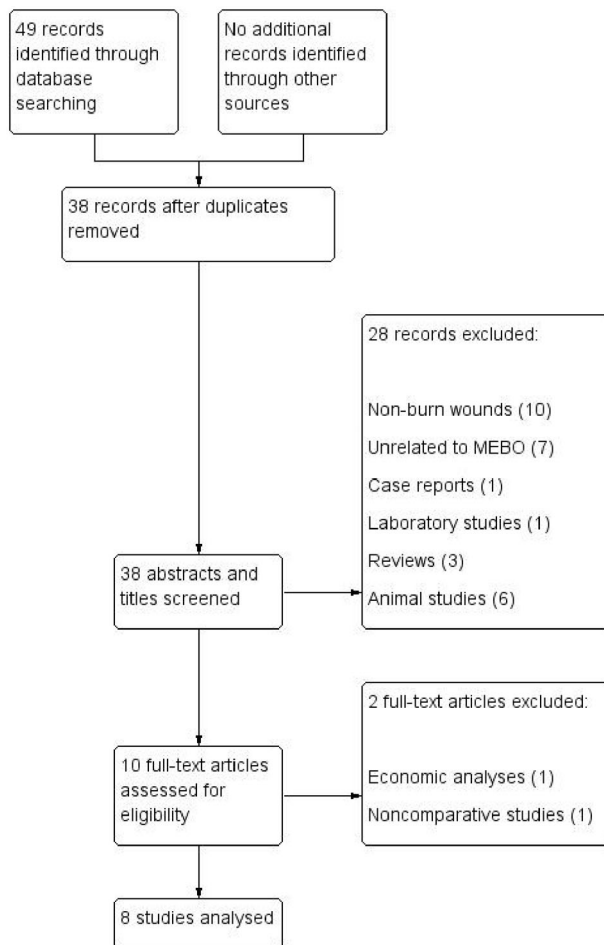 49 records
identified through
database
searching
No additional
records identified
through other
sources
38 records after duplicates
removed
28 records excluded:
Non-burn wounds (10)
Unrelated to MEBO (7)
Case reports (1)
Laboratory studies (1)
Reviews (3)
Animal studies (6)
38 abstracts and
titles screened
2 full-text articles excluded:
Economic analyses (1)
Noncomparative studies (1)
10 full-text articles
assessed for
eligibility
8 studies analysed